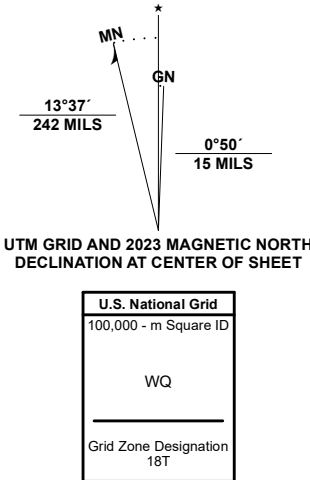 ★
MN
GN
13°37´
242 MILS
0°50´
15 MILS
UTM GRID AND 2023 MAGNETIC NORTH
DECLINATION AT CENTER OF SHEET
U.S. National Grid
100,000 - m Square ID
WQ
Grid Zone Designation
18T